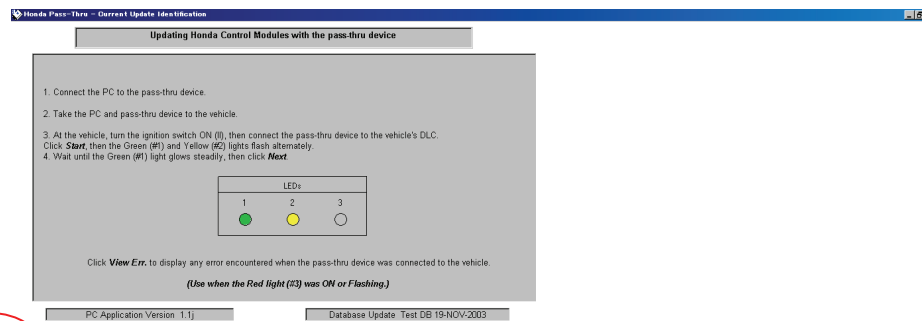 Honda Pass-Thru - Current Update Identification
Updating Honda Control Modules with the pass-thru device
1. Connect the PC to the pass-thru device.
2. Take the PC and pass-thru device to the vehicle.
3. At the vehicle, turn the ignition switch ON (II), then connect the pass-thru device to the vehicle's DLC.
Click Start, then the Green (#1) and Yellow (#2) lights flash alternately.
4. Wait until the Green (#1) light glows steadily, then click Next.
LEDs
1 2 3
Click View Err. to display any error encountered when the pass-thru device was connected to the vehicle.
(Use when the Red light (#3) was ON or Flashing.)
PC Application Version 1.1j Database Update Test DB 19-NOV-2003